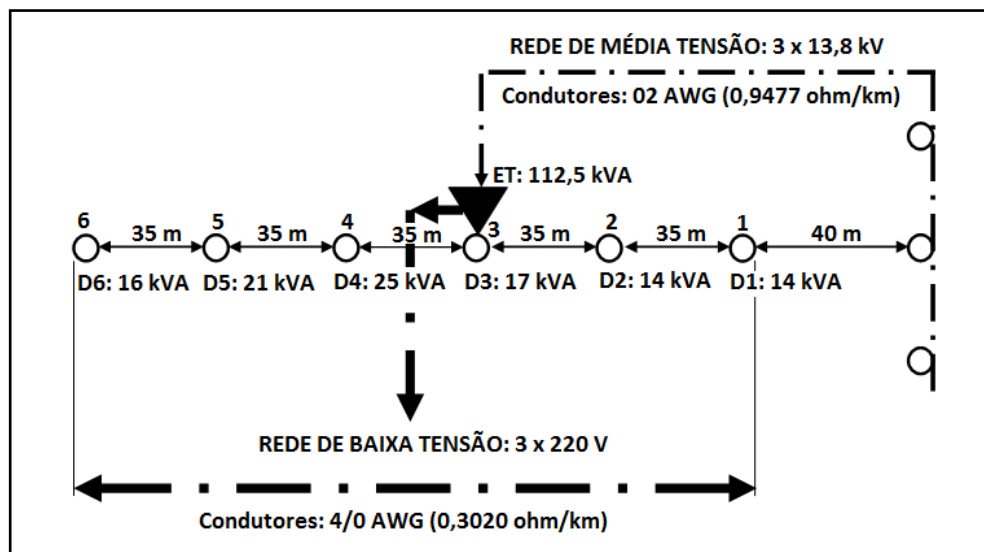 REDE DE MÉDIA TENSÃO: 3 x 13,8 kV
Condutores: 02 AWG (0,9477 ohm/km)
ET: 112,5 kVA
6 5 4 3 2 1
35 m 35 m 35 m 35 m 35 m 40 m
D6: 16 kVA D5: 21 kVA D4: 25 kVA D3: 17 kVA D2: 14 kVA D1: 14 kVA
REDE DE BAIXA TENSÃO: 3 x 220 V
Condutores: 4/0 AWG (0,3020 ohm/km)